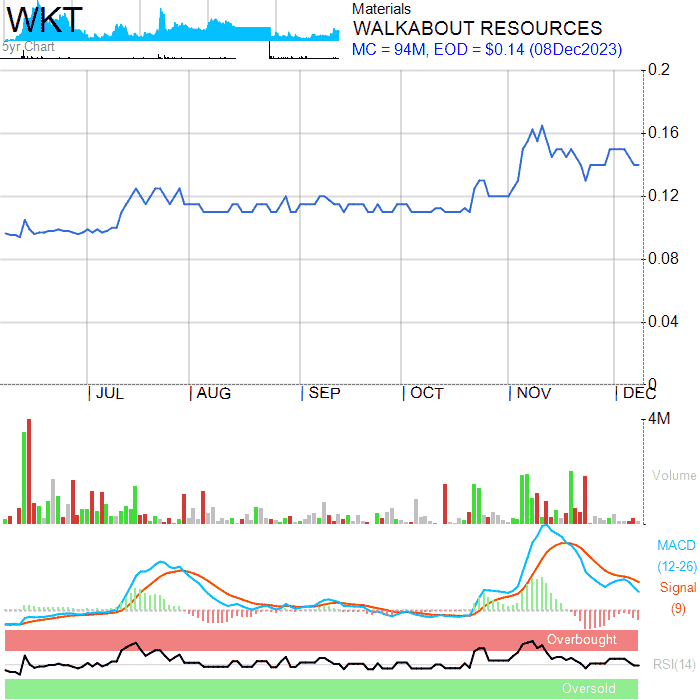 WKT
5yr Chart
Materials
WALKABOUT RESOURCES
MC = 94M, EOD = $0.14 (08Dec2023)
0.2
0.16
0.12
0.08
0.04
0
JUL AUG SEP OCT NOV DEC
4M
Volume
MACD
(12-26)
Signal
(9)
Overbought
RSI(14)
Oversold